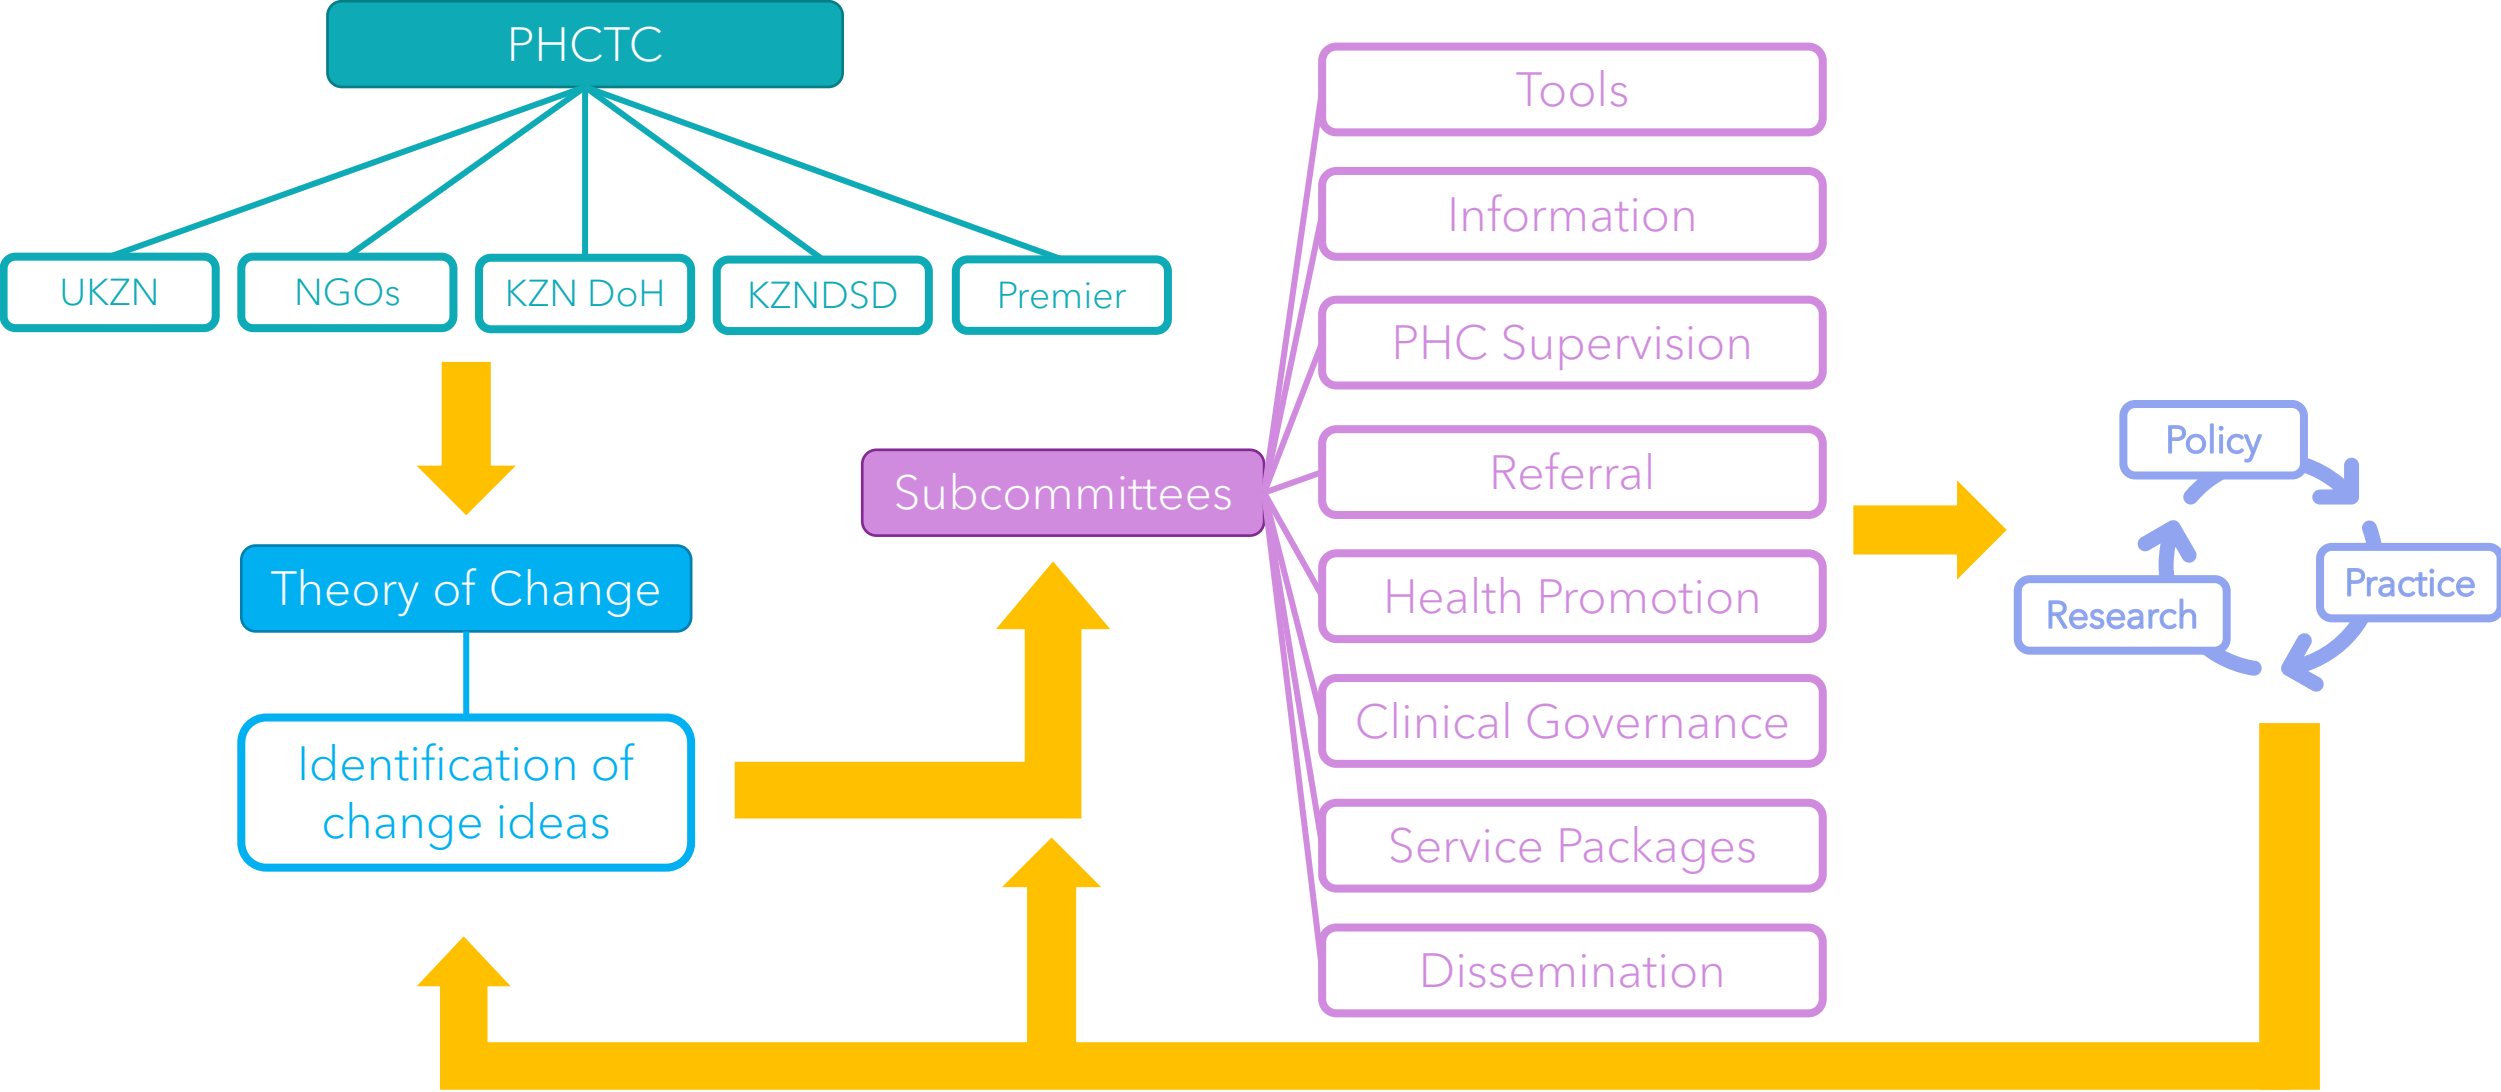 PHCTC
UKZN
NGOs
KZN DoH
KZNDSD
Premier
Theory of Change
Identification of
change ideas
Subcommittees
Tools
Information
PHC Supervision
Referral
Health Promotion
Clinical Governance
Service Packages
Dissemination
Policy
Practice
Research